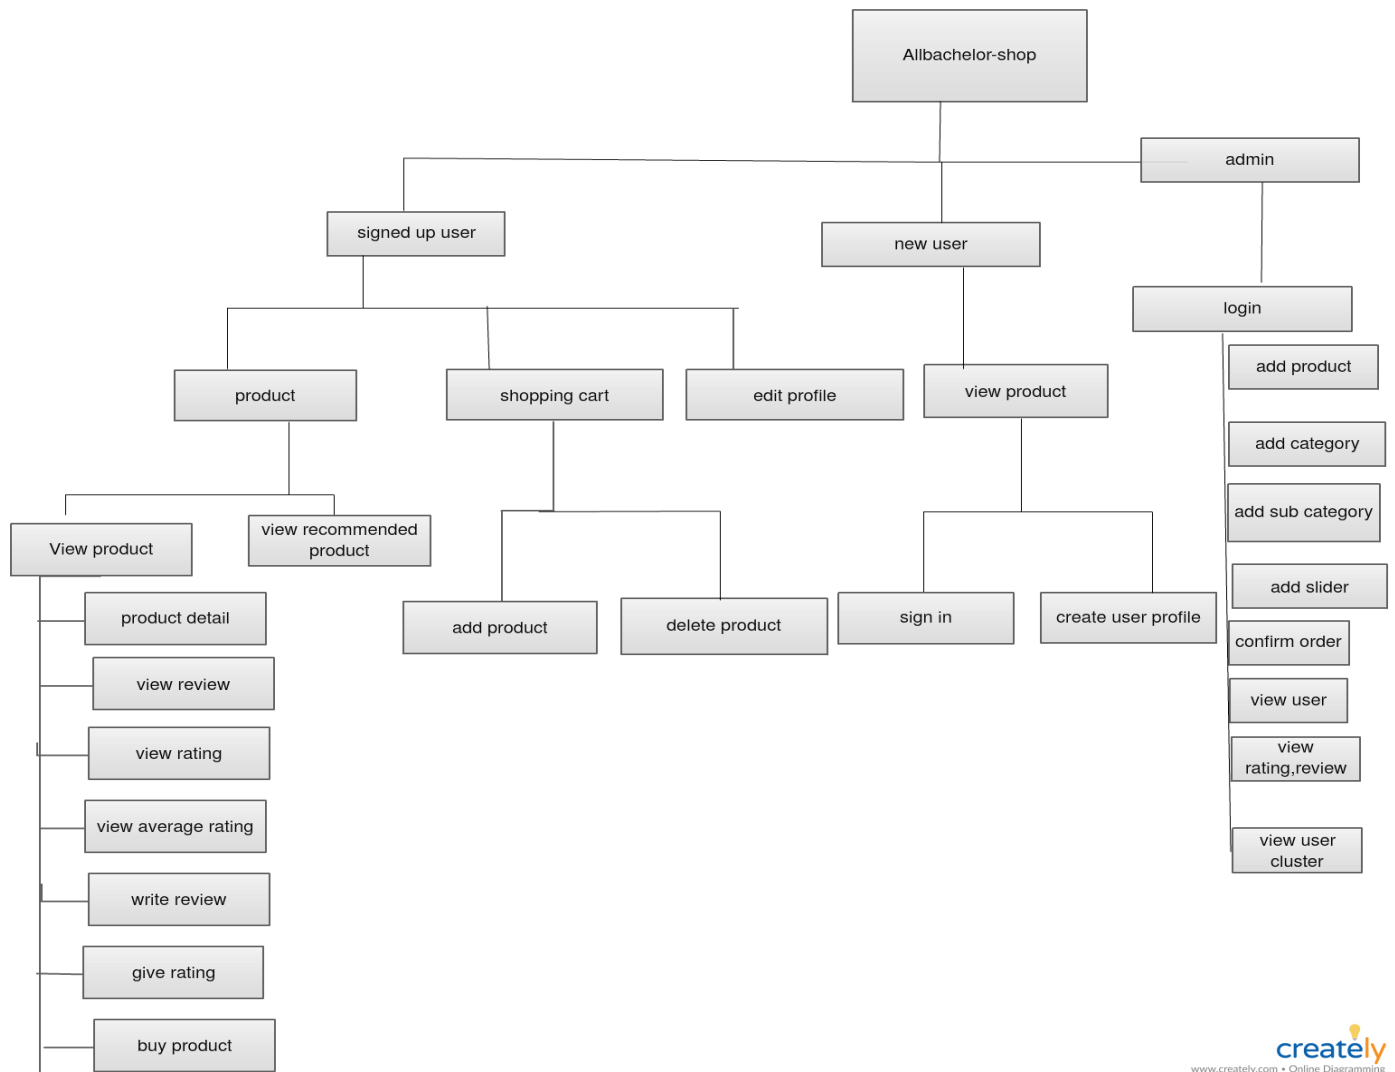 Allbachelor-shop
admin
signed up user
new user
login
add product
product
shopping cart
edit profile
view product
add category
add sub category
View product
view recommended
product
add slider
product detail
add product
delete product
sign in
create user profile
confirm order
view review
view user
view rating
view
rating,review
view average rating
view user
cluster
write review
give rating
buy product
creately
www.creately.com • Online Diagramming